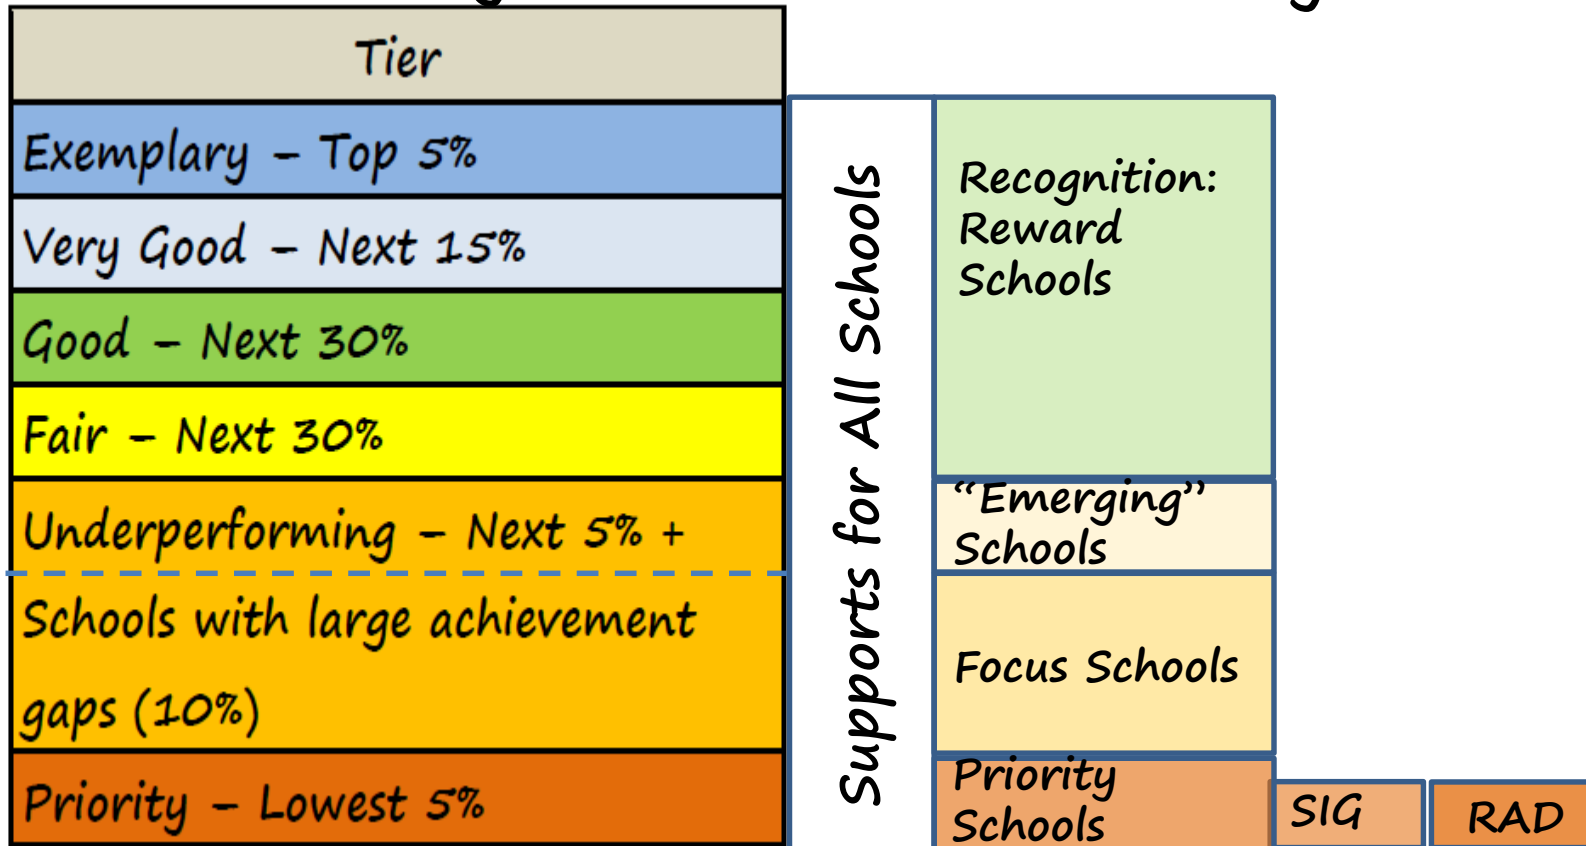 Tier
Exemplary – Top 5%
Very Good – Next 15%
Good – Next 30%
Fair – Next 30%
Underperforming – Next 5% +
Schools with large achievement
gaps (10%)
Priority – Lowest 5%
Supports for All Schools
Recognition:
Reward
Schools
“Emerging”
Schools
Focus Schools
Priority
Schools
SIG
RAD